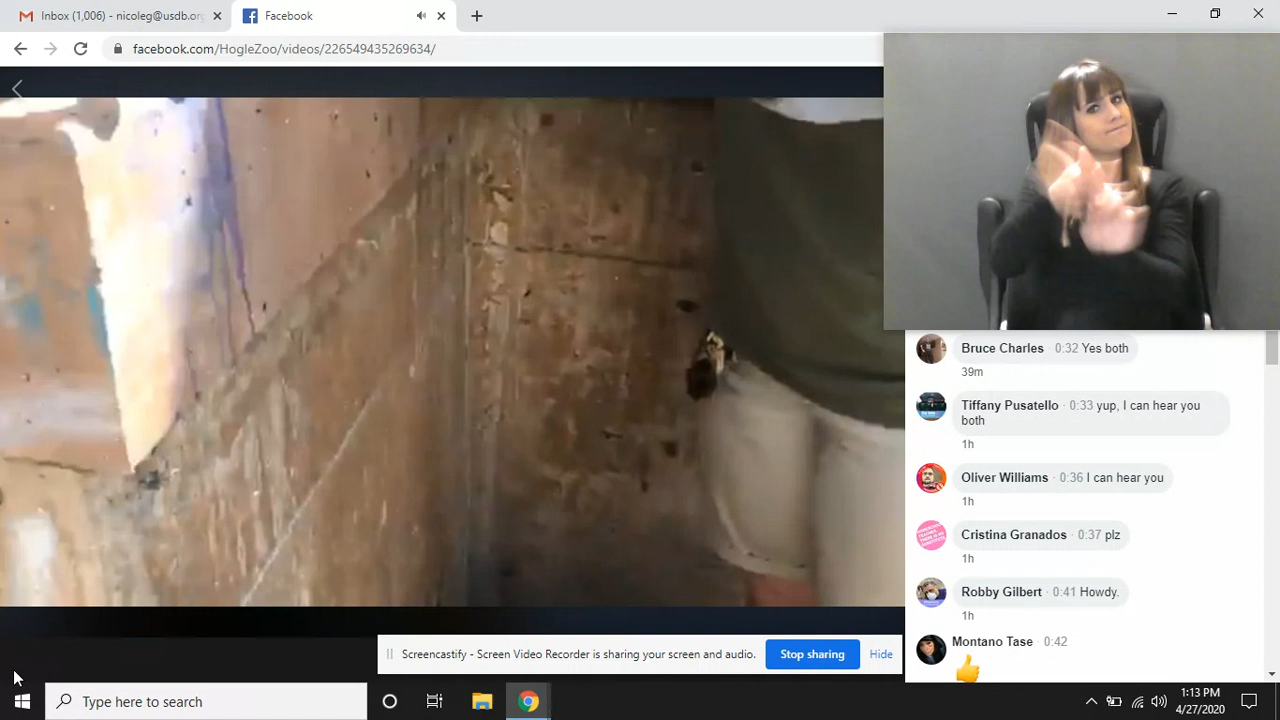 Inbox (1,006) - nicoleg@usdb.org
Facebook
facebook.com/HogleZoo/videos/226549435269634/
Bruce Charles · 0:32 Yes both
39m
Tiffany Pusatello · 0:33 yup, I can hear you
both
1h
Oliver Williams · 0:36 I can hear you
1h
Cristina Granados · 0:37 plz
1h
Robby Gilbert · 0:41 Howdy.
1h
Montano Tase · 0:42
Screencastify - Screen Video Recorder is sharing your screen and audio.
Stop sharing
Hide
Type here to search
1:13 PM
4/27/2020